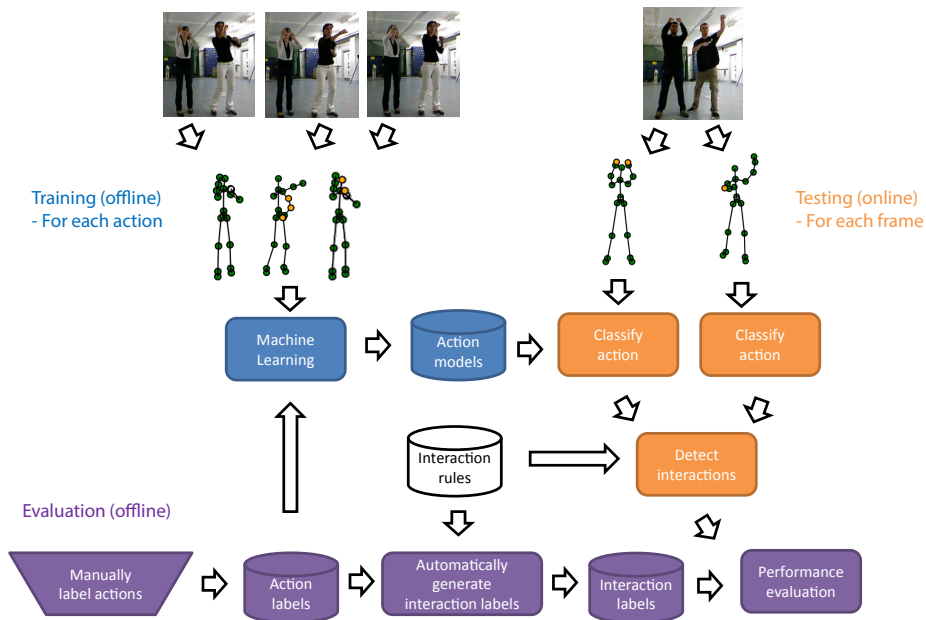 Training (offline)
- For each action
Testing (online)
- For each frame
Machine
Learning
Action
models
Classify
action
Classify
action
Interaction
rules
Detect
interactions
Evaluation (offline)
Manually
label actions
Action
labels
Automatically
generate
interaction labels
Interaction
labels
Performance
evaluation